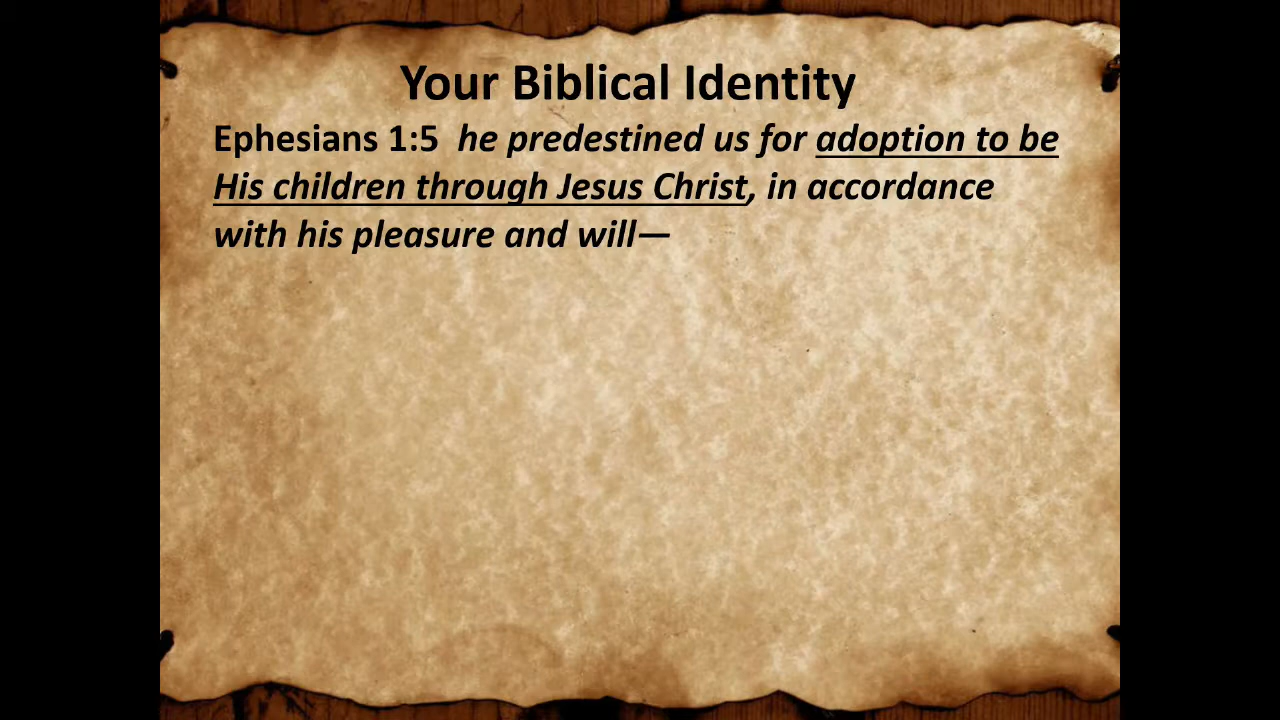 Your Biblical Identity
Ephesians 1:5 he predestined us for adoption to be
His children through Jesus Christ, in accordance
with his pleasure and will—